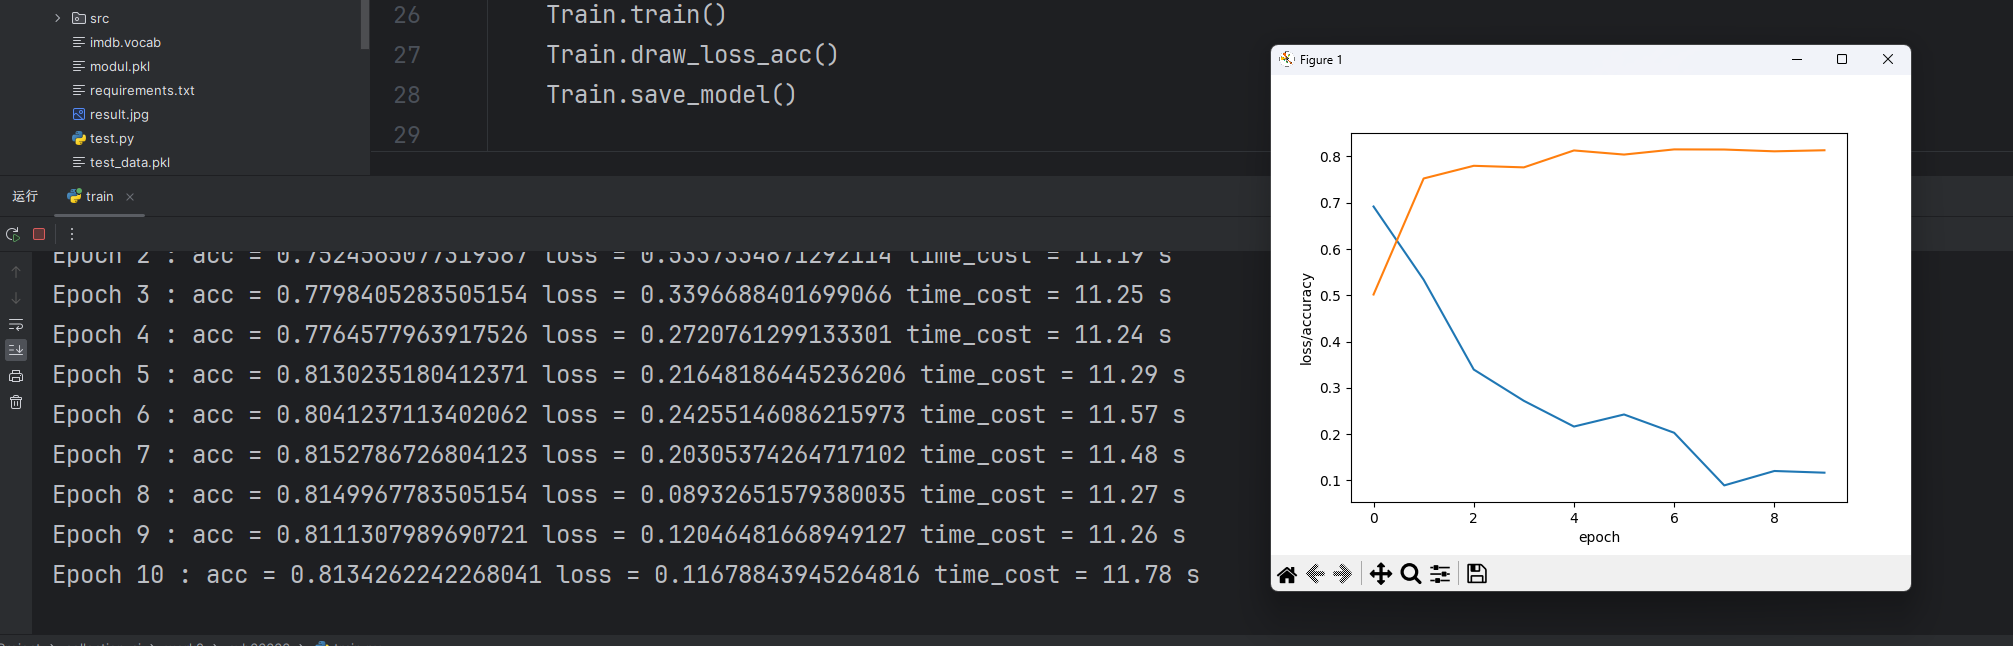 src
imdb.vocab
modul.pkl
requirements.txt
result.jpg
test.py
test_data.pkl
26 Train.train()
27 Train.draw_loss_acc()
28 Train.save_model()
29
运行 train
Epoch 2 : acc = 0.7524565077319587 loss = 0.5337334871292114 time_cost = 11.19 s
Epoch 3 : acc = 0.7798405283505154 loss = 0.3396688401699066 time_cost = 11.25 s
Epoch 4 : acc = 0.7764577963917526 loss = 0.2720761299133301 time_cost = 11.24 s
Epoch 5 : acc = 0.8130235180412371 loss = 0.21648186445236206 time_cost = 11.29 s
Epoch 6 : acc = 0.8041237113402062 loss = 0.24255146086215973 time_cost = 11.57 s
Epoch 7 : acc = 0.8152786726804123 loss = 0.20305374264717102 time_cost = 11.48 s
Epoch 8 : acc = 0.8149967783505154 loss = 0.08932651579380035 time_cost = 11.27 s
Epoch 9 : acc = 0.8111307989690721 loss = 0.120464816668949127 time_cost = 11.26 s
Epoch 10 : acc = 0.8134262242268041 loss = 0.11678843945264816 time_cost = 11.78 s
Figure 1
0.8
0.7
0.6
0.5
0.4
0.3
0.2
0.1
loss/accuracy
0 2 4 6 8
epoch